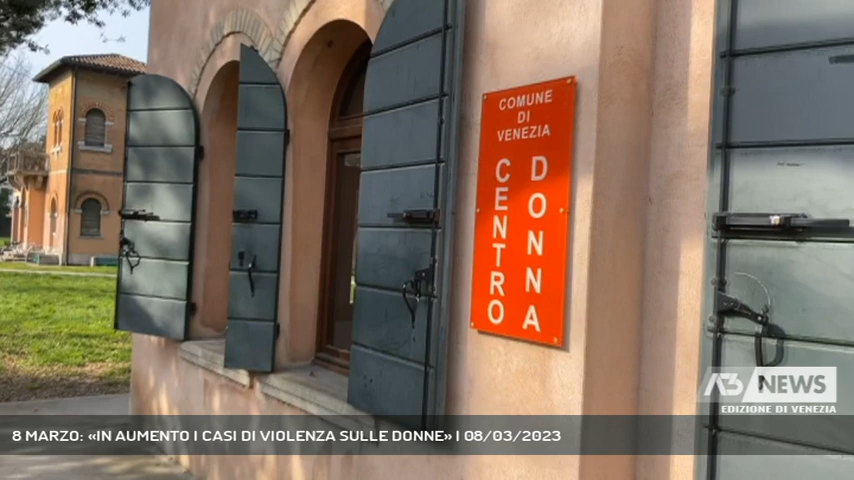 COMUNE
DI
VENEZIA
CENTRO
DONNA
A3 NEWS
EDIZIONE DI VENEZIA
8 MARZO: «IN AUMENTO I CASI DI VIOLENZA SULLE DONNE» | 08/03/2023